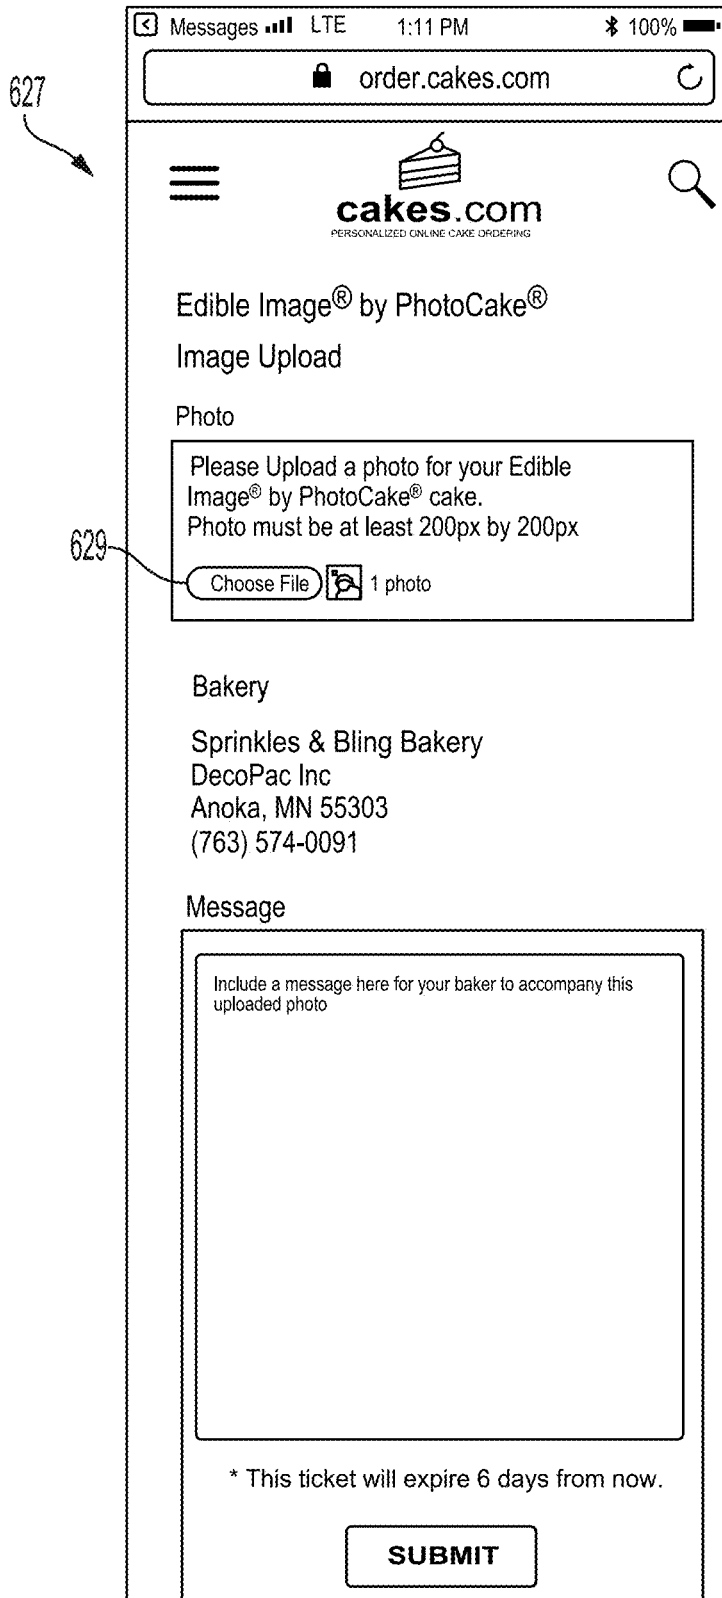 Messages LTE 1:11 PM 100%
order.cakes.com
627
cakes.com
PERSONALIZED ONLINE CAKE ORDERING
Edible Image® by PhotoCake®
Image Upload
Photo
Please Upload a photo for your Edible
Image® by PhotoCake® cake.
Photo must be at least 200px by 200px
629
Choose File 1 photo
Bakery
Sprinkles & Bling Bakery
DecoPac Inc
Anoka, MN 55303
(763) 574-0091
Message
Include a message here for your baker to accompany this
uploaded photo
* This ticket will expire 6 days from now.
SUBMIT